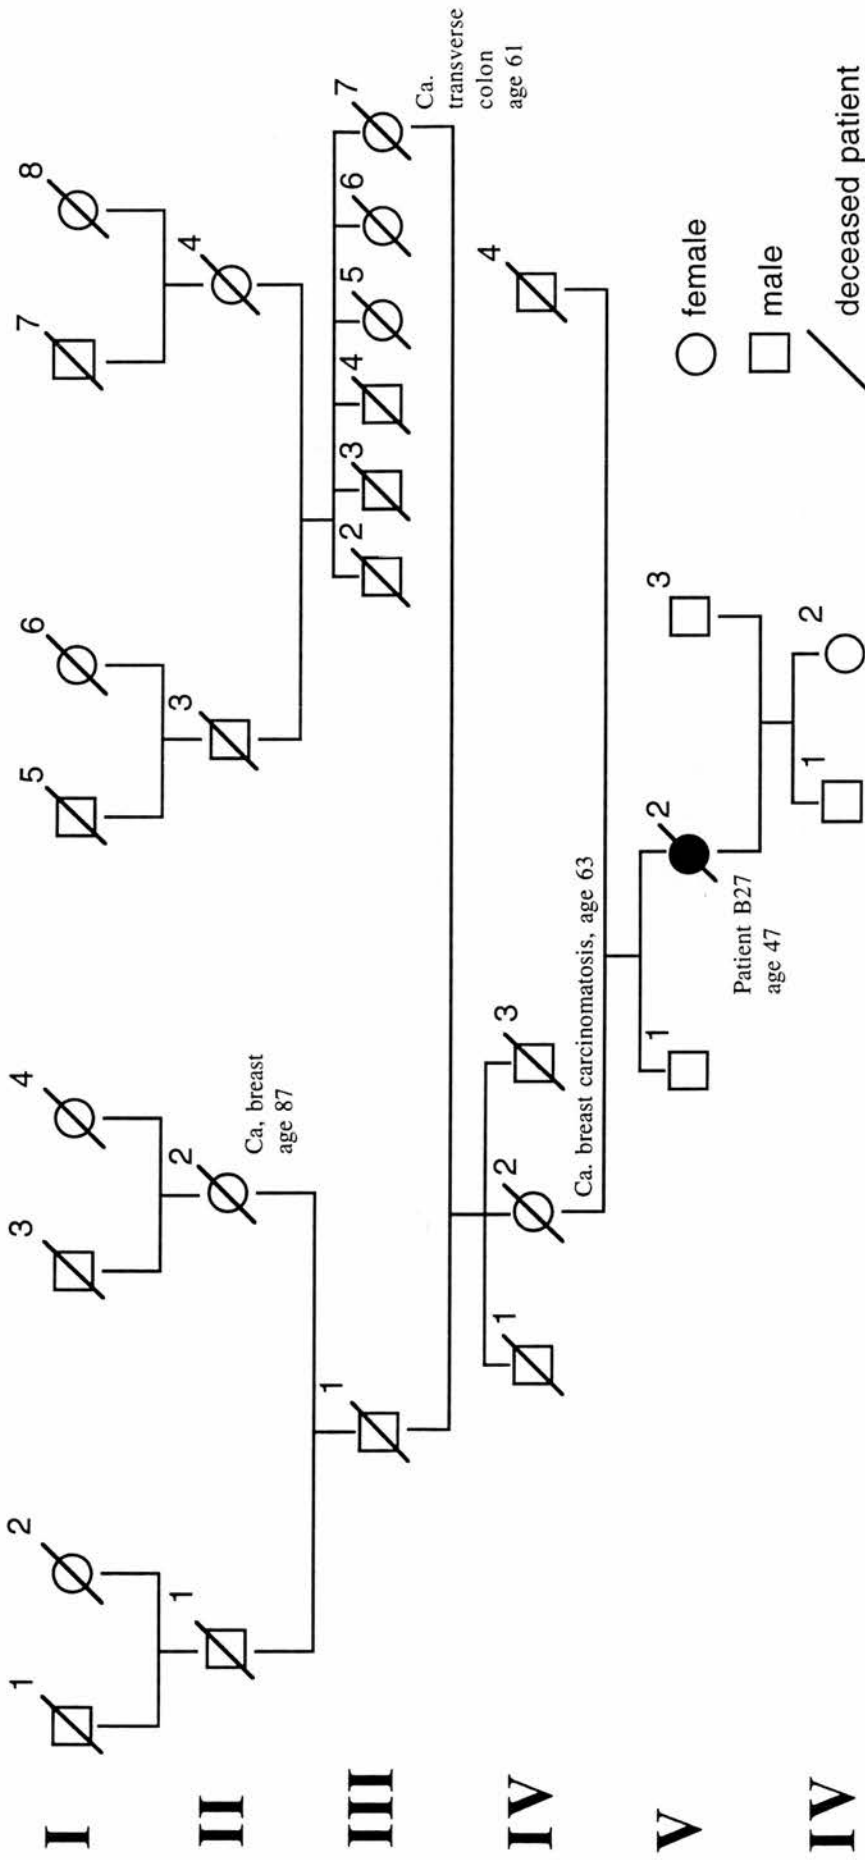 I
1
2
3
4
5
6
7
8
II
1
2
Ca, breast
age 87
3
4
III
1
2
3
4
5
6
7
Ca.
transverse
colon
age 61
IV
1
2
3
4
Ca. breast carcinomatosis, age 63
V
1
2
3
Patient B27
age 47
IV
1
2
female
male
deceased patient